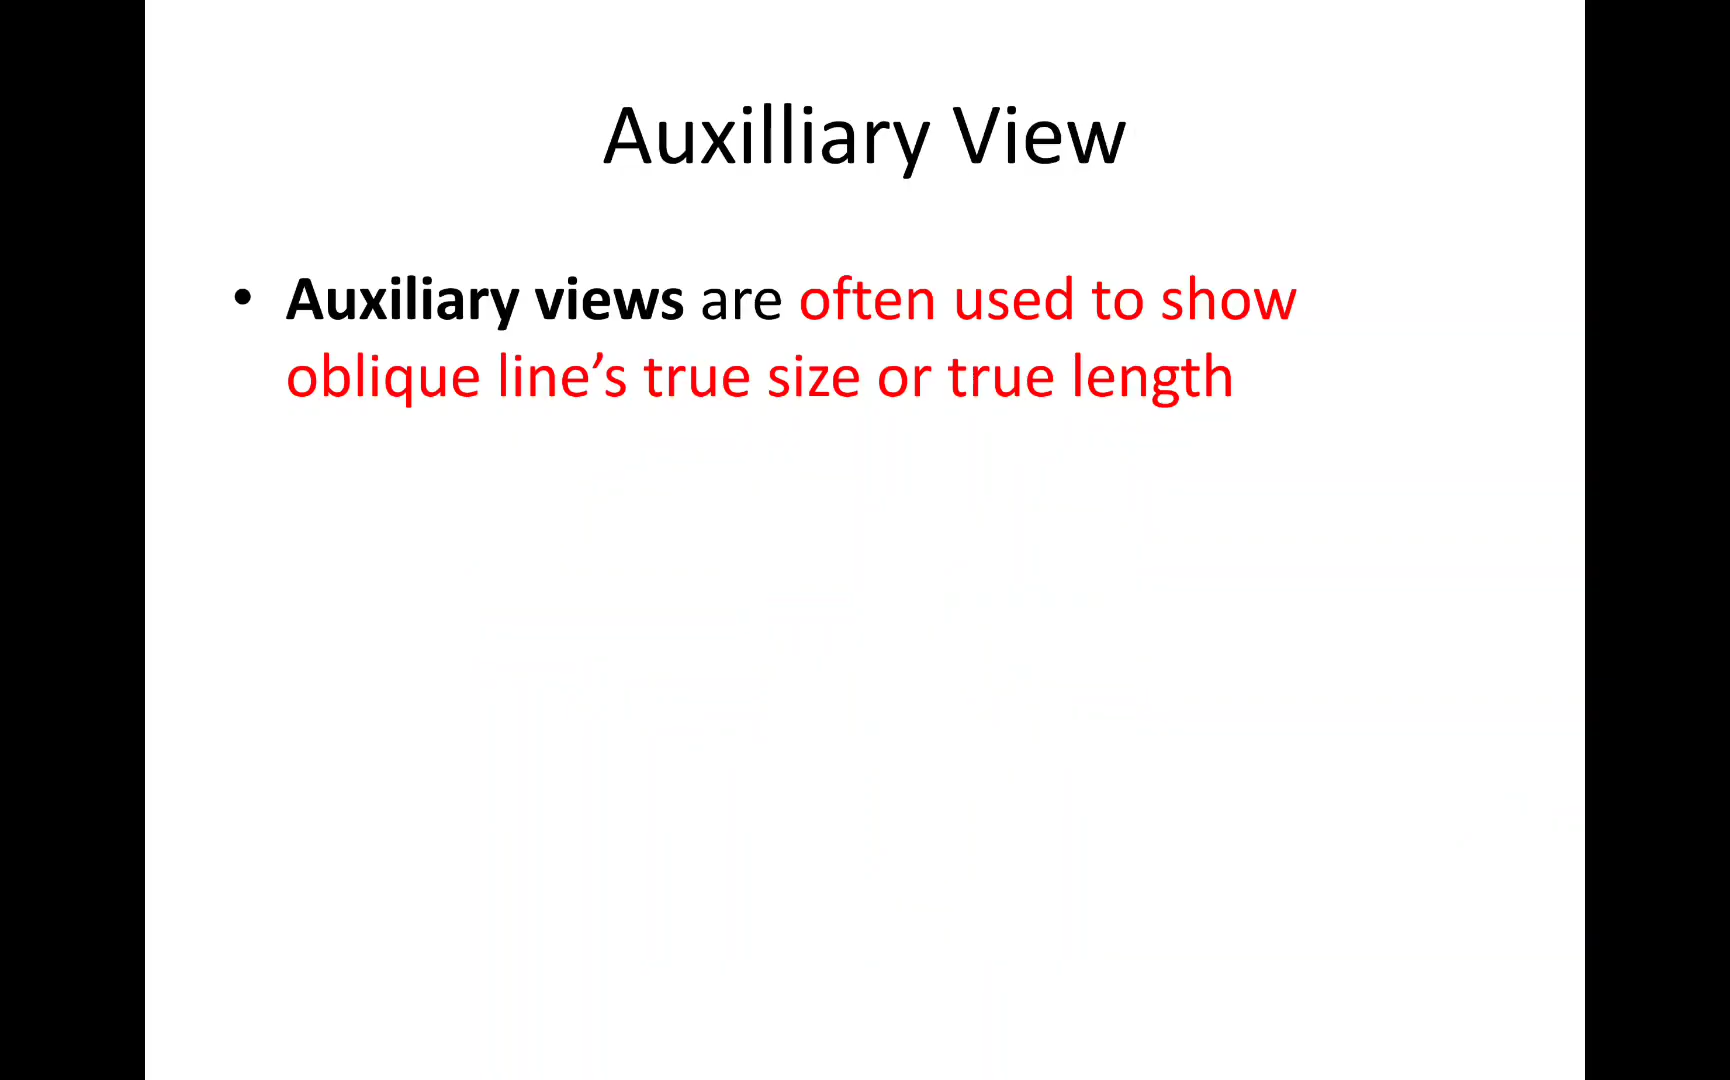 Auxilliary View
• Auxiliary views are often used to show
oblique line’s true size or true length